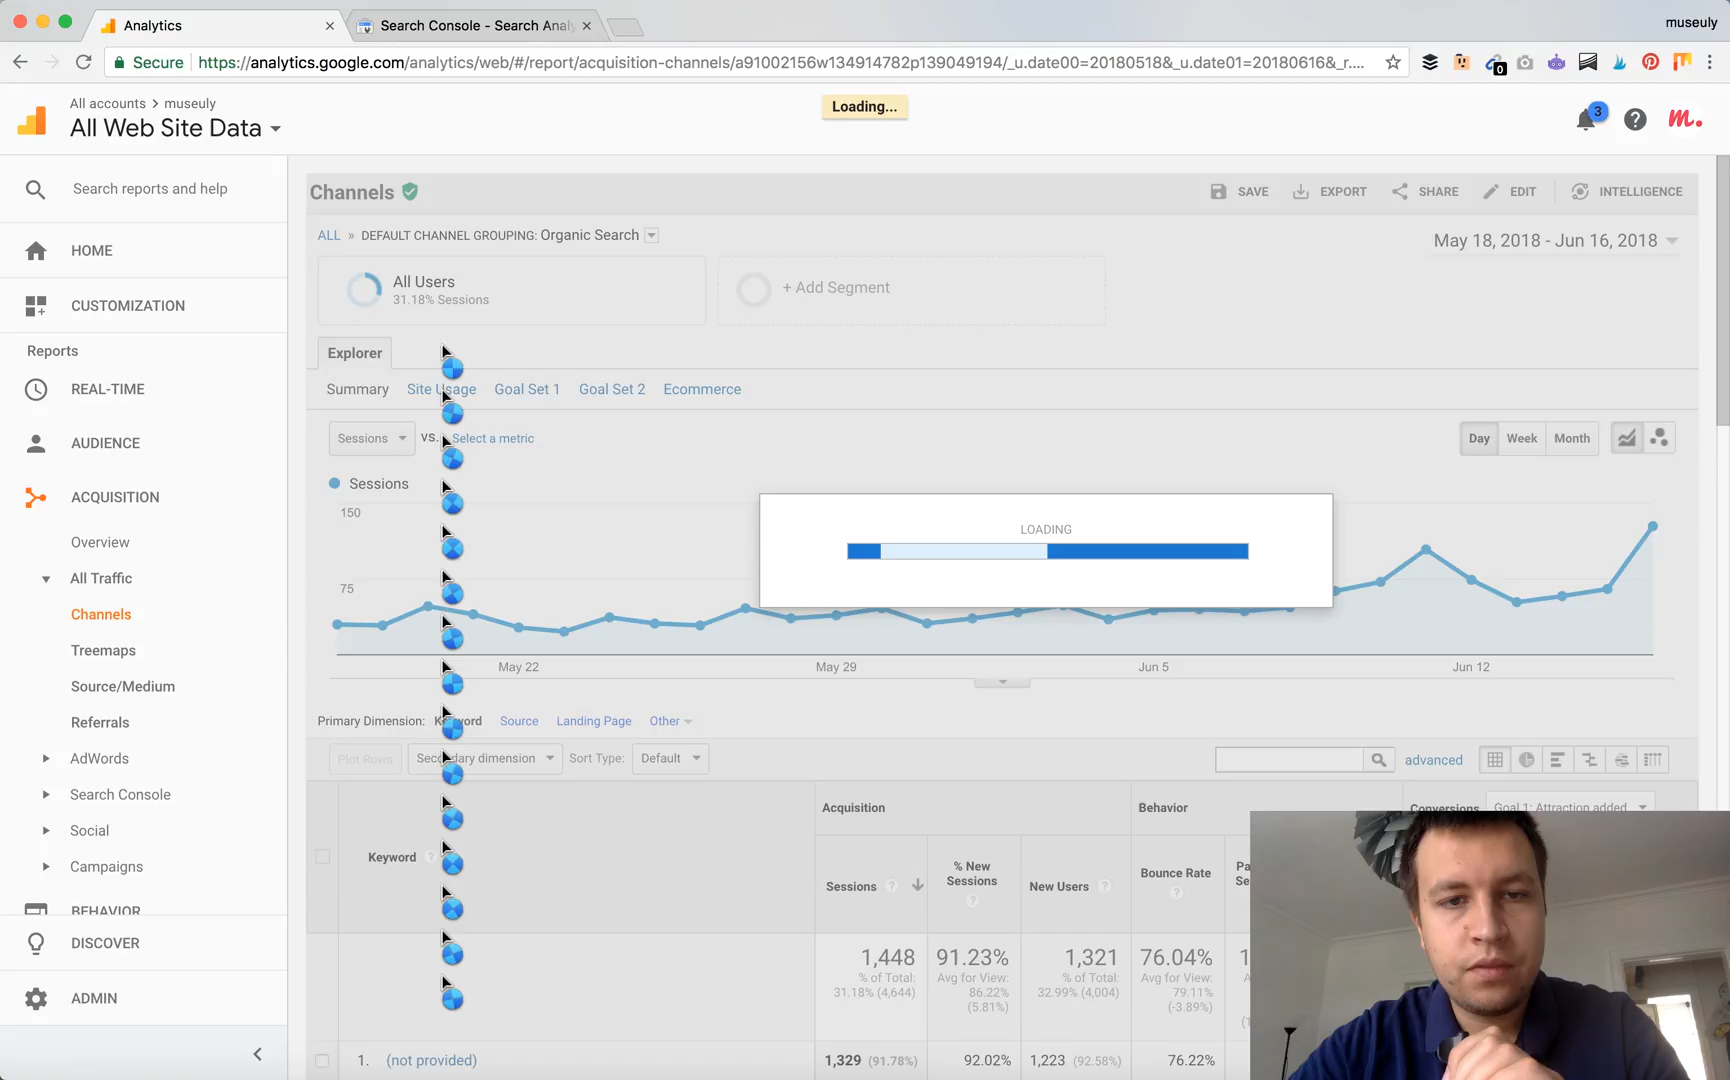 Analytics
Search Console - Search Analy
museuly
Secure
https://analytics.google.com/analytics/web/#/report/acquisition-channels/a91002156w134914782p139049194/_u.date00=20180518&_u.date01=20180616&_r....
0
All accounts > museuly
All Web Site Data
Loading...
3
m.
Search reports and help
HOME
CUSTOMIZATION
Reports
REAL-TIME
AUDIENCE
ACQUISITION
Overview
All Traffic
Channels
Treemaps
Source/Medium
Referrals
AdWords
Search Console
Social
Campaigns
BEHAVIOR
DISCOVER
ADMIN
Channels
SAVE
EXPORT
SHARE
EDIT
INTELLIGENCE
ALL » DEFAULT CHANNEL GROUPING: Organic Search
May 18, 2018 - Jun 16, 2018
All Users
31.18% Sessions
+ Add Segment
Explorer
Summary
Site Usage
Goal Set 1
Goal Set 2
Ecommerce
Sessions
VS.
Select a metric
Day
Week
Month
Sessions
150
75
LOADING
May 22
May 29
Jun 5
Jun 12
Primary Dimension:
Keyword
Source
Landing Page
Other
Plot Rows
Secondary dimension
Sort Type:
Default
advanced
Acquisition
Behavior
Conversions
Goal 1: Attraction added
Keyword
Sessions
% New
Sessions
New Users
Bounce Rate
1,448
% of Total:
31.18% (4,644)
91.23%
Avg for View:
86.22%
(5.81%)
1,321
% of Total:
32.99% (4,004)
76.04%
Avg for View:
79.11%
(-3.89%)
1. (not provided)
1,329 (91.78%)
92.02%
1,223 (92.58%)
76.22%